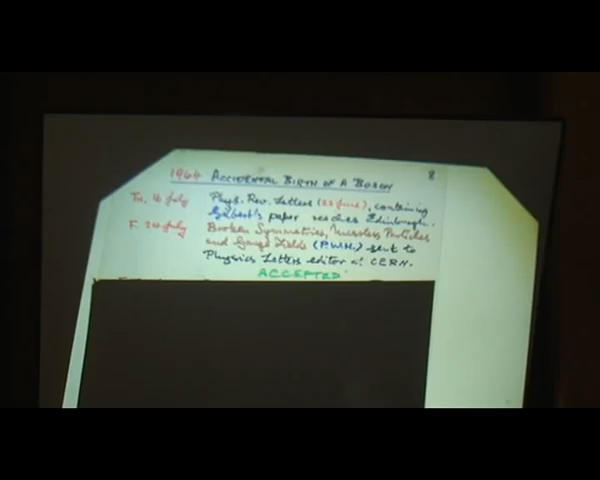 1964 ACCIDENTAL BIRTH OF A BOSON 8
Tu. 16 July Phys. Rev. Letters (22 June), containing
Gilbert's paper reaches Edinburgh.
F. 24 July Broken Symmetries, Massless Particles
and Gauge Fields (P.W.H.) sent to
Physics Letters editor at CERN.
ACCEPTED